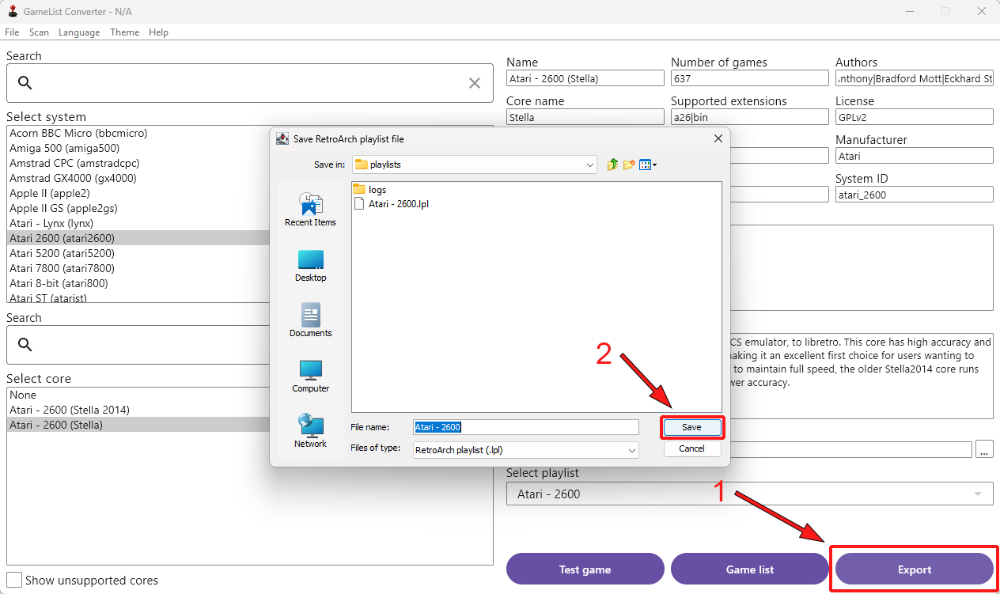 GameList Converter - N/A
File Scan Language Theme Help
Search
Select system
Acorn BBC Micro (bbcmicro)
Amiga 500 (amiga500)
Amstrad CPC (amstradcpc)
Amstrad GX4000 (gx4000)
Apple II (apple2)
Apple II GS (apple2gs)
Atari - Lynx (lynx)
Atari 2600 (atari2600)
Atari 5200 (atari5200)
Atari 7800 (atari7800)
Atari 8-bit (atari800)
Atari ST (atarist)
Search
Select core
None
Atari - 2600 (Stella 2014)
Atari - 2600 (Stella)
Show unsupported cores
Name
Atari - 2600 (Stella)
Number of games
637
Authors
nthony|Bradford Mott|Eckhard St
Core name
Stella
Supported extensions
a26|bin
License
GPLv2
Manufacturer
Atari
System ID
atari_2600
CS emulator, to libretro. This core has high accuracy and
aking it an excellent first choice for users wanting to
to maintain full speed, the older Stella2014 core runs
wer accuracy.
...
Save RetroArch playlist file
Save in: playlists
Recent Items
Desktop
Documents
Computer
Network
logs
Atari - 2600.lpl
File name: Atari - 2600
Files of type: RetroArch playlist (.lpl)
2
Save
Cancel
Select playlist
Atari - 2600
1
Test game
Game list
Export